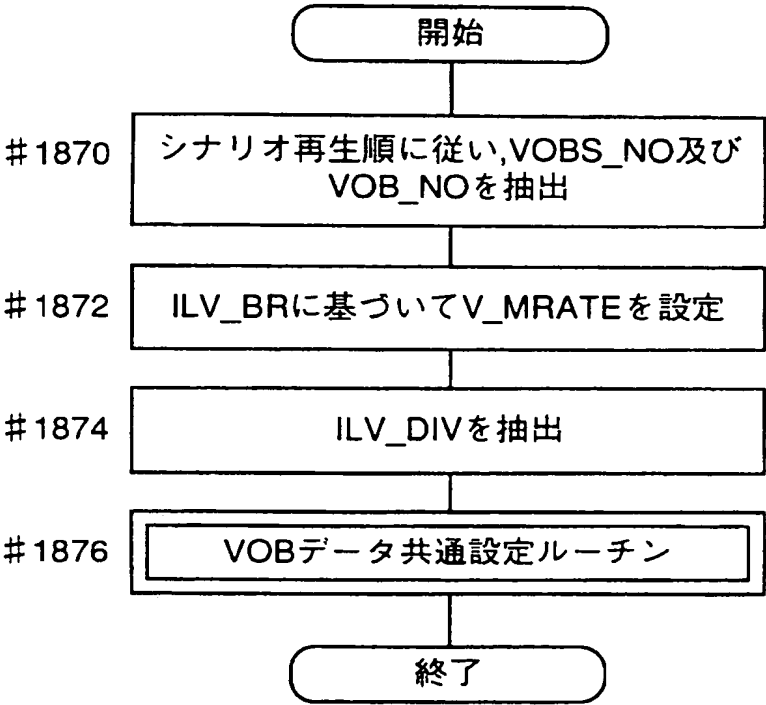 開始
#1870
シナリオ再生順に従い,VOBS_NO及び
VOB_NOを抽出
#1872
ILV_BRに基づいてV_MRATEを設定
#1874
ILV_DIVを抽出
#1876
VOBデータ共通設定ルーチン
終了